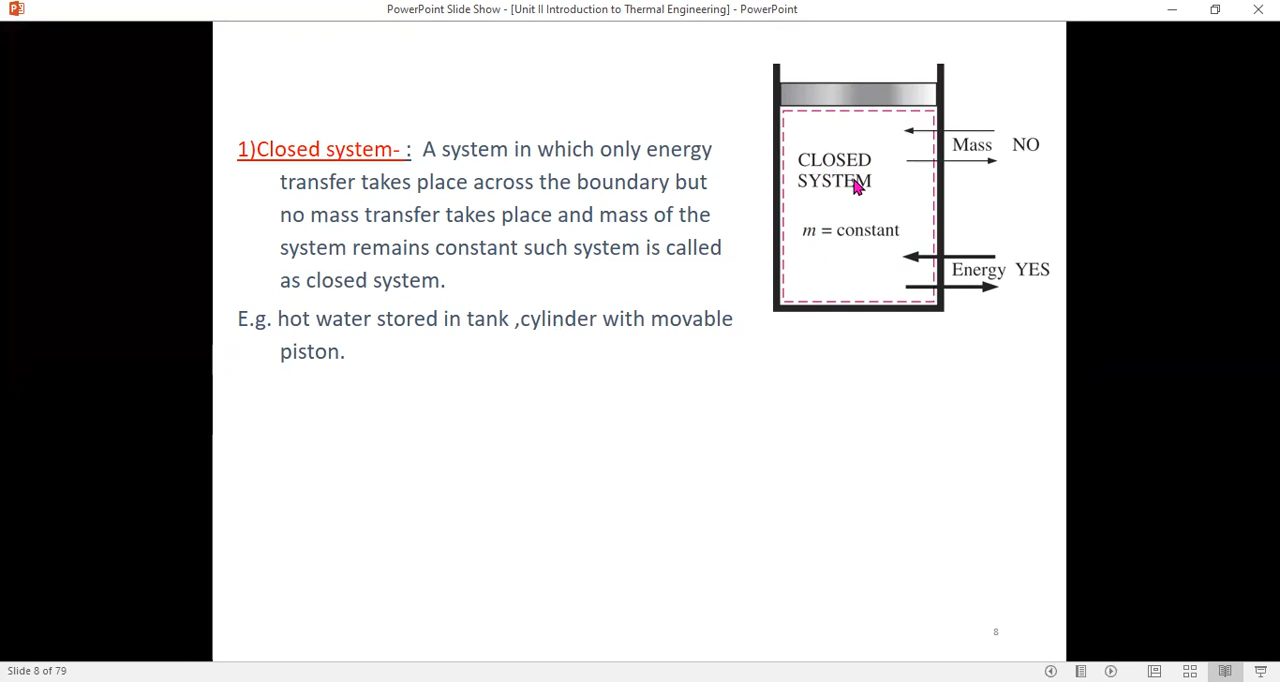 PowerPoint Slide Show - [Unit II Introduction to Thermal Engineering] - PowerPoint
1)Closed system- : A system in which only energy
transfer takes place across the boundary but
no mass transfer takes place and mass of the
system remains constant such system is called
as closed system.
E.g. hot water stored in tank ,cylinder with movable
piston.
CLOSED
SYSTEM
m = constant
Mass NO
Energy YES
8
Slide 8 of 79